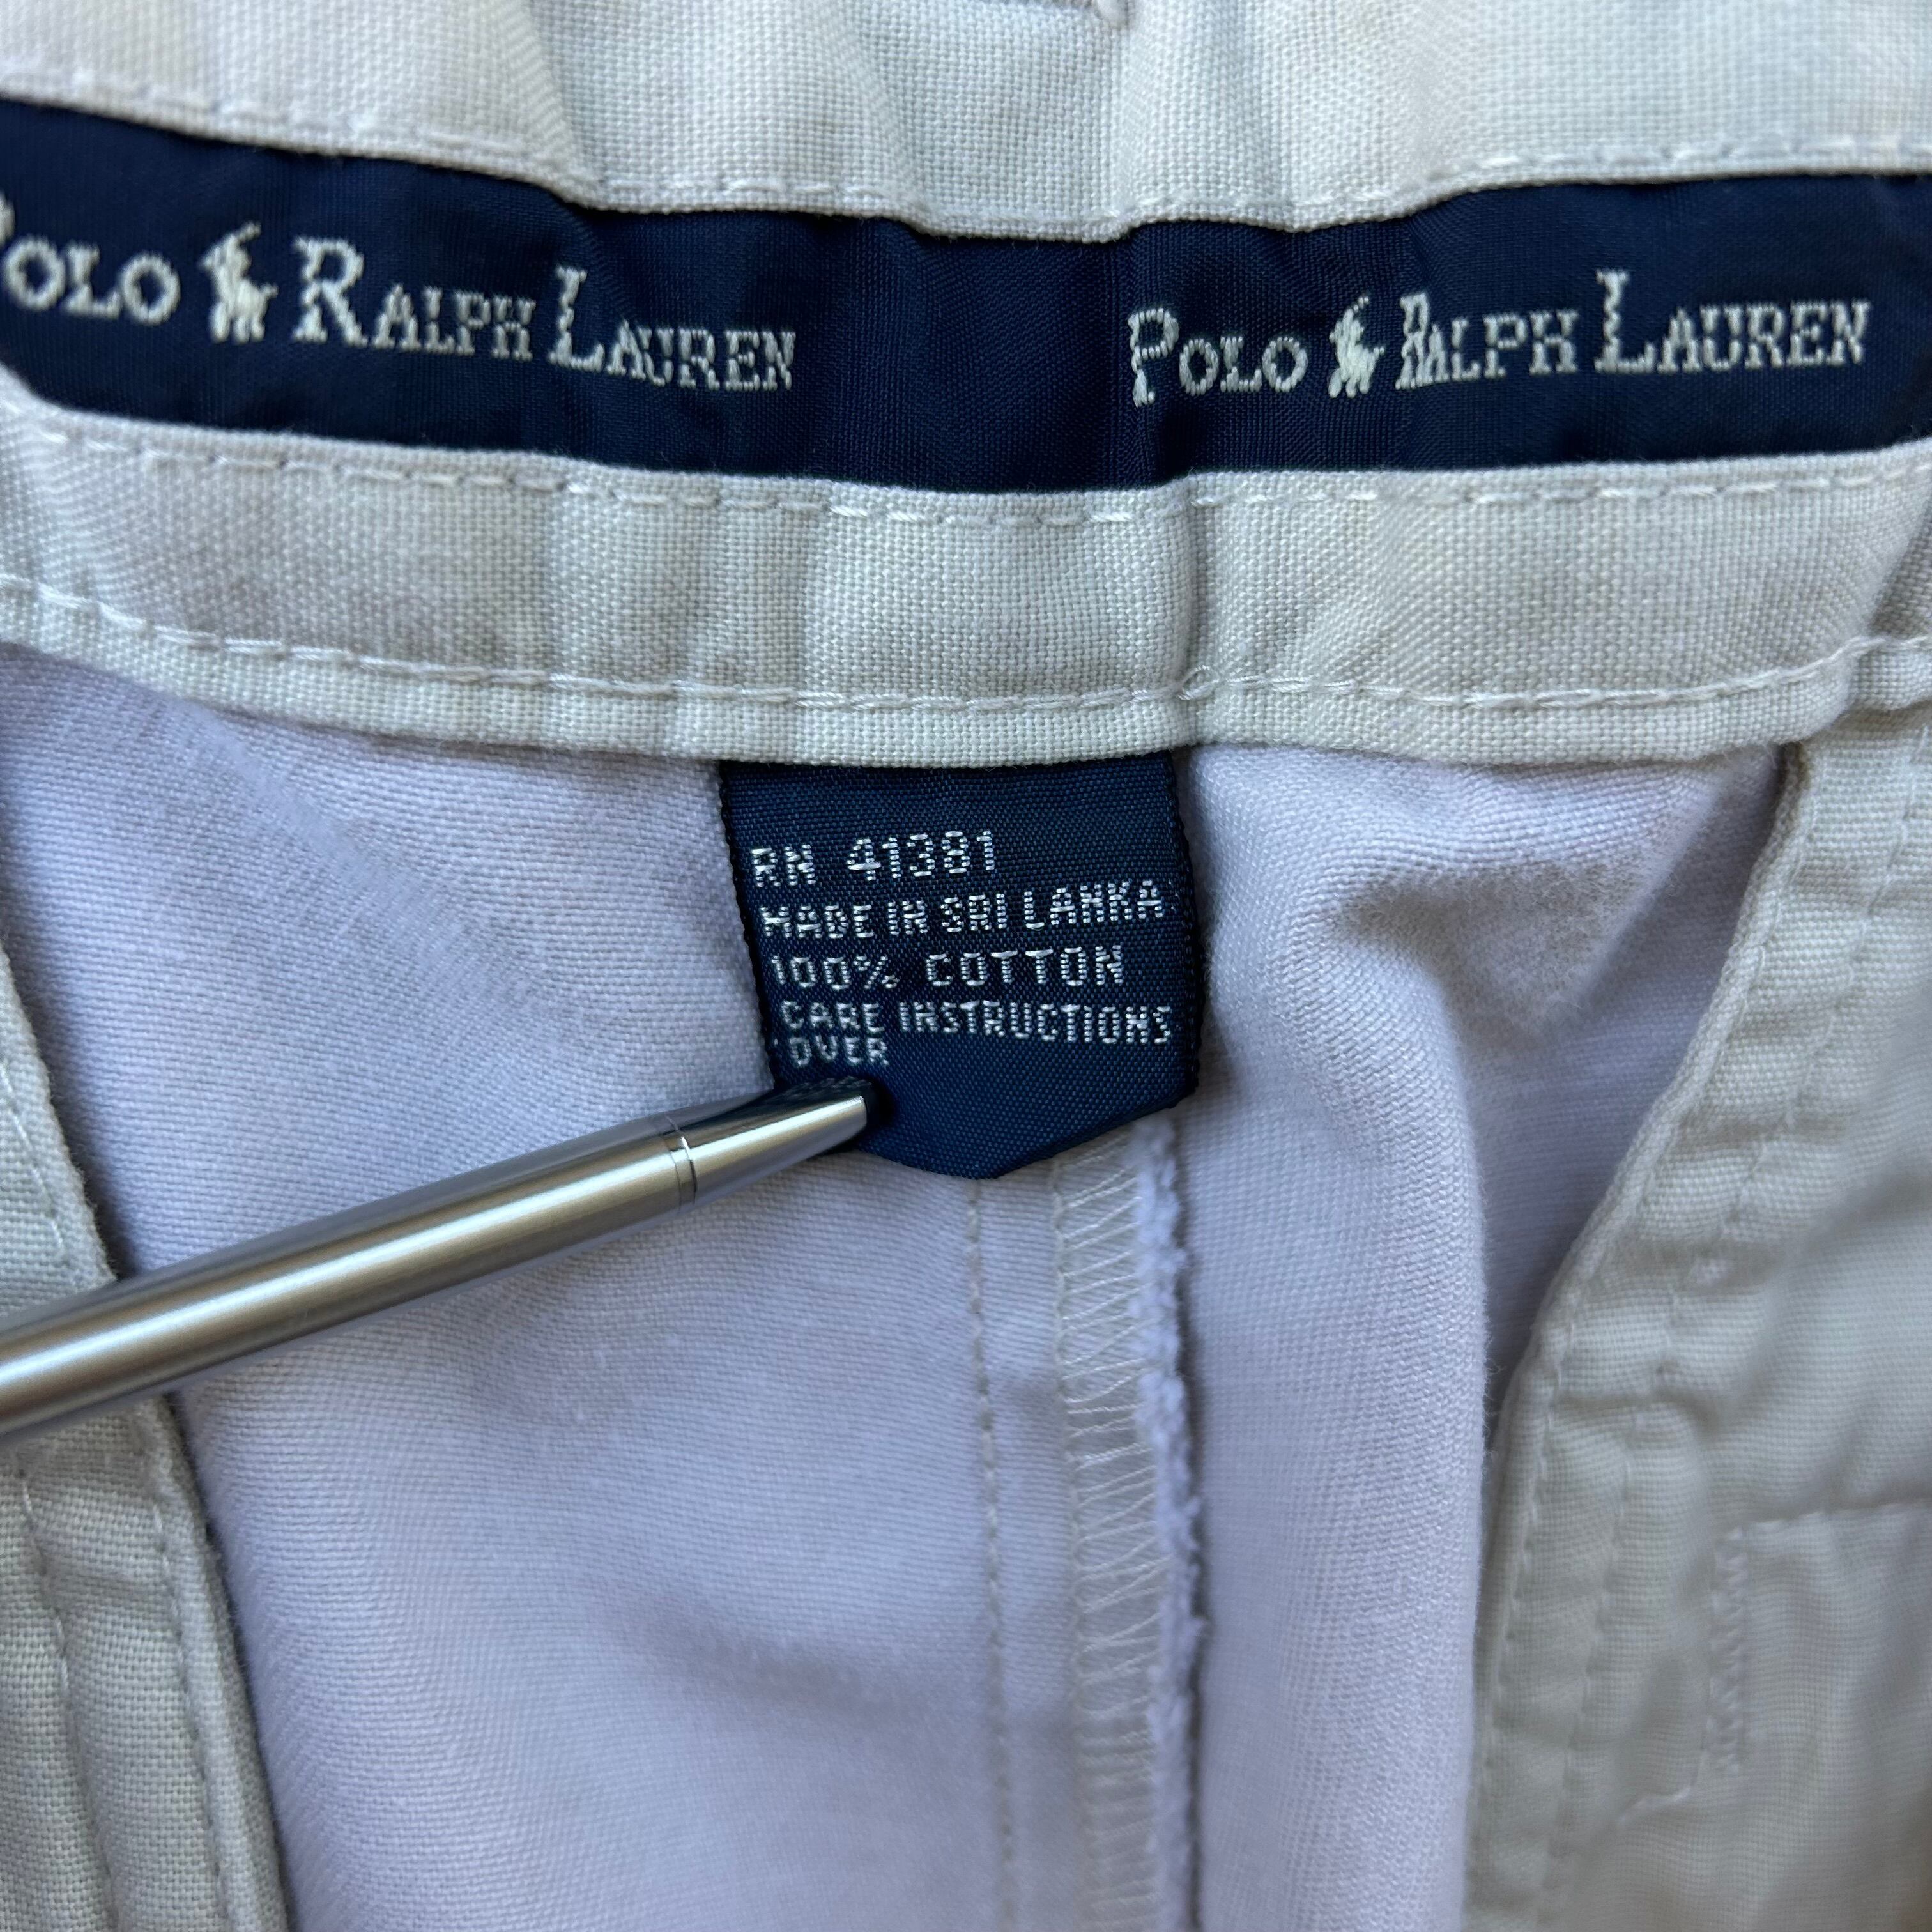 POLO RALPH LAUREN POLO RALPH LAUREN
RN 41381
MADE IN SRI LANKA
100% COTTON
CARE INSTRUCTIONS
OVER